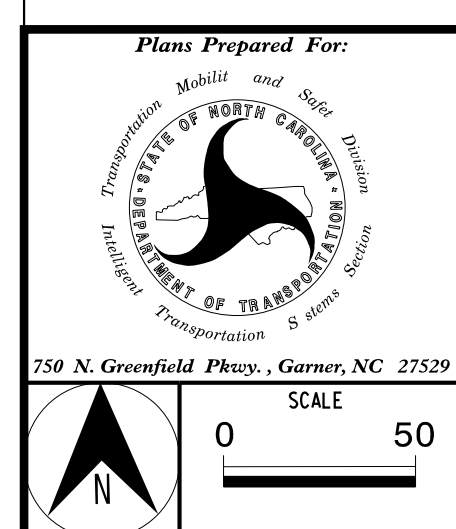 Plans Prepared For:
Transportation Mobilit and Safet Division
STATE OF NORTH CAROLINA
DEPARTMENT OF TRANSPORTATION
Intelligent Transportation S stems Section
750 N. Greenfield Pkwy. , Garner, NC 27529
N
SCALE
0 50